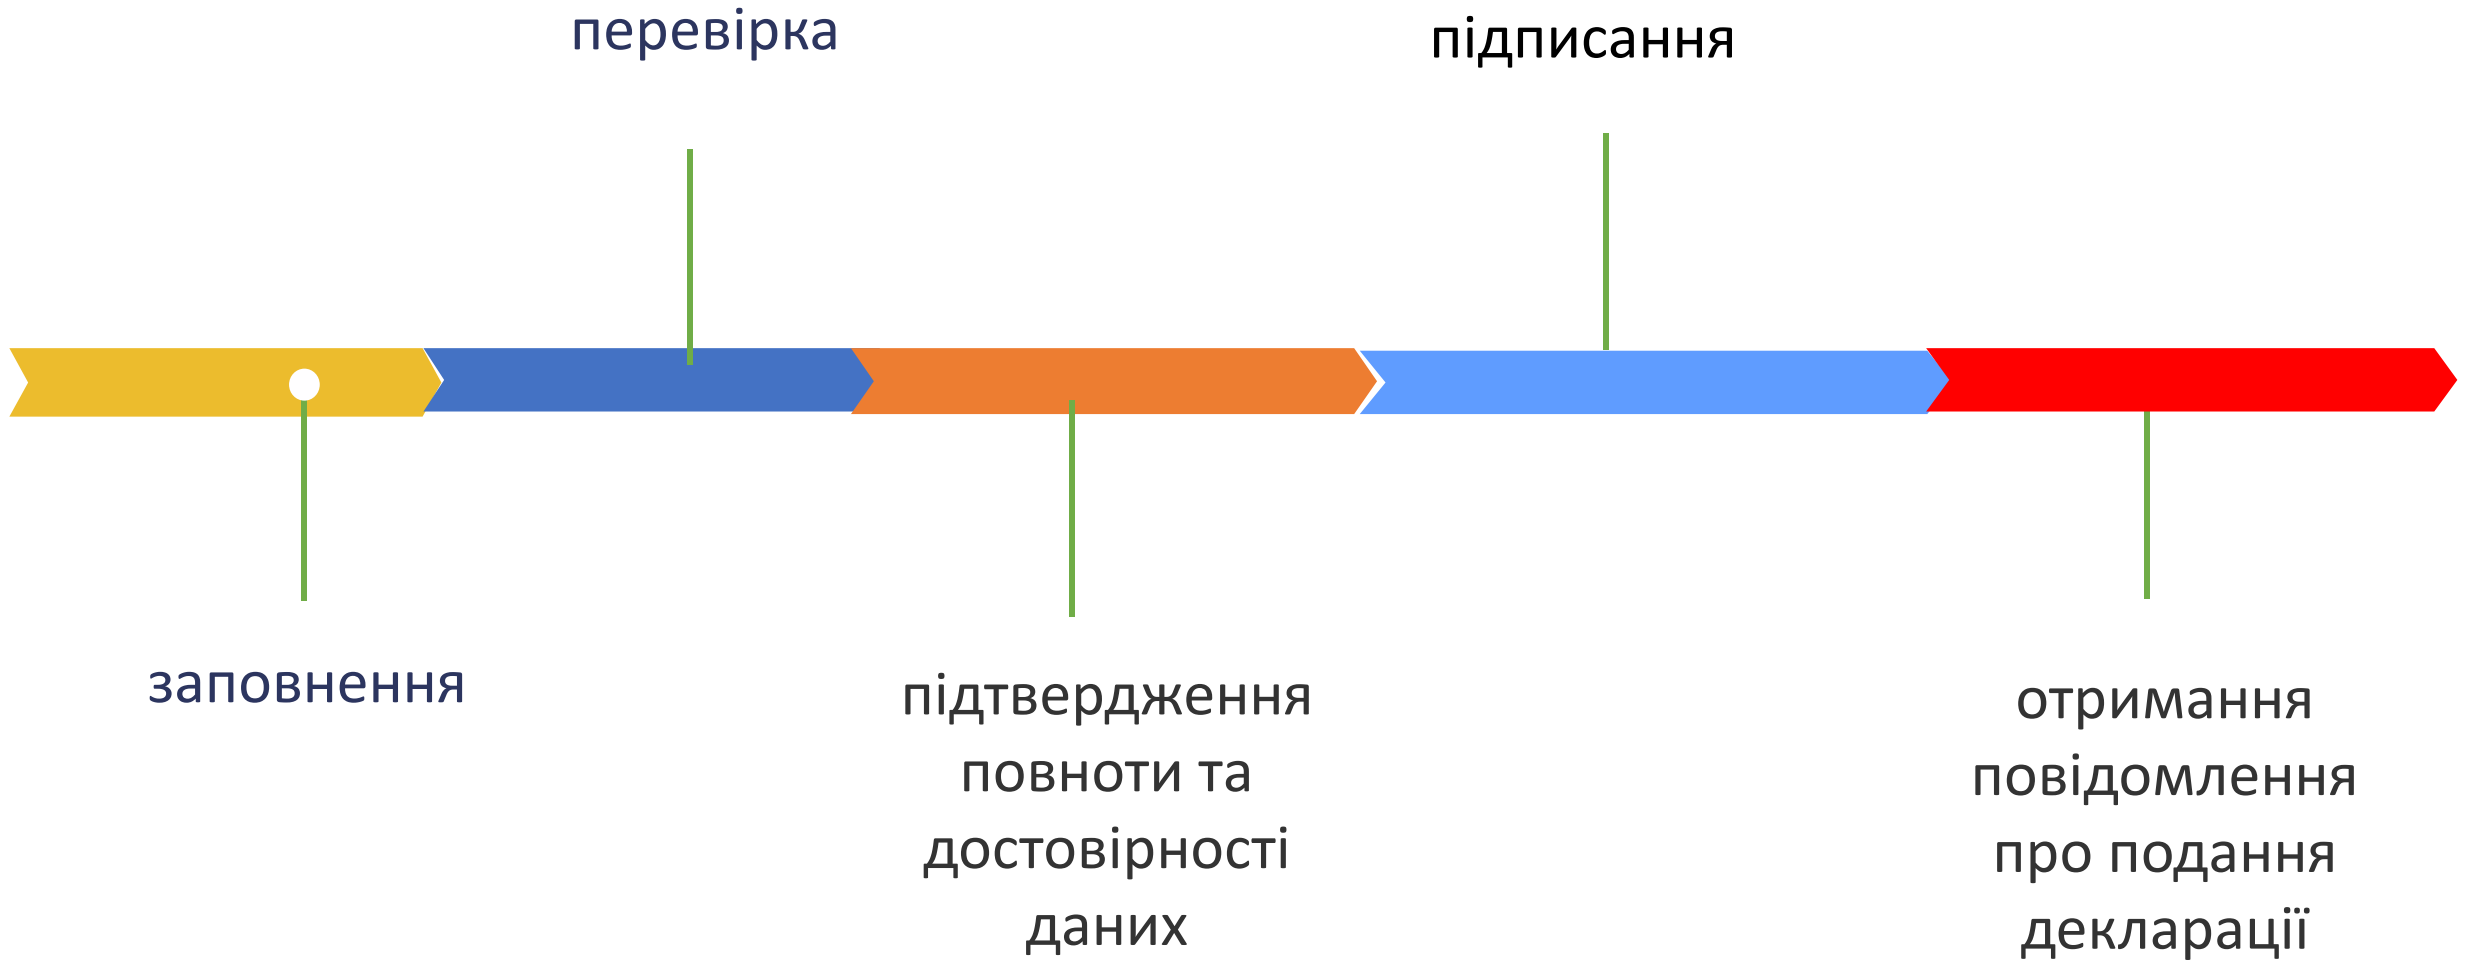 перевірка
підписання
заповнення
підтвердження
повноти та
достовірності
даних
отримання
повідомлення
про подання
декларації